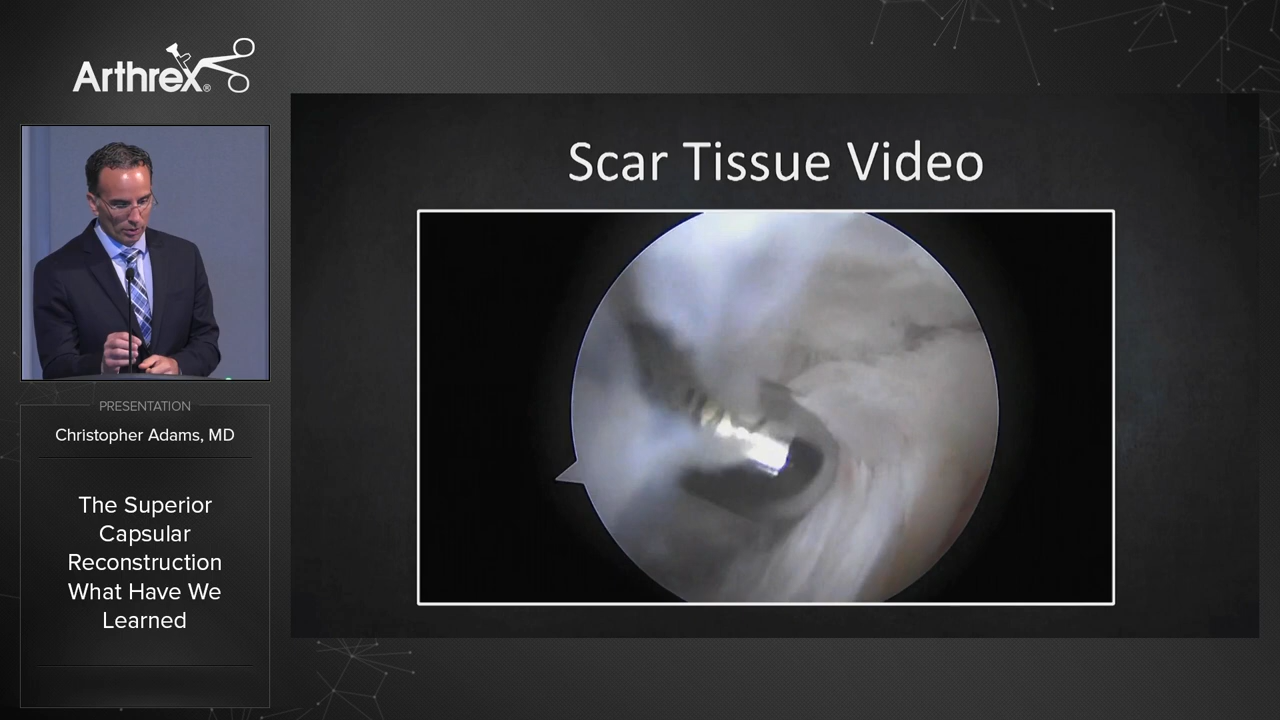 Arthrex®
Scar Tissue Video
PRESENTATION
Christopher Adams, MD
The Superior
Capsular
Reconstruction
What Have We
Learned